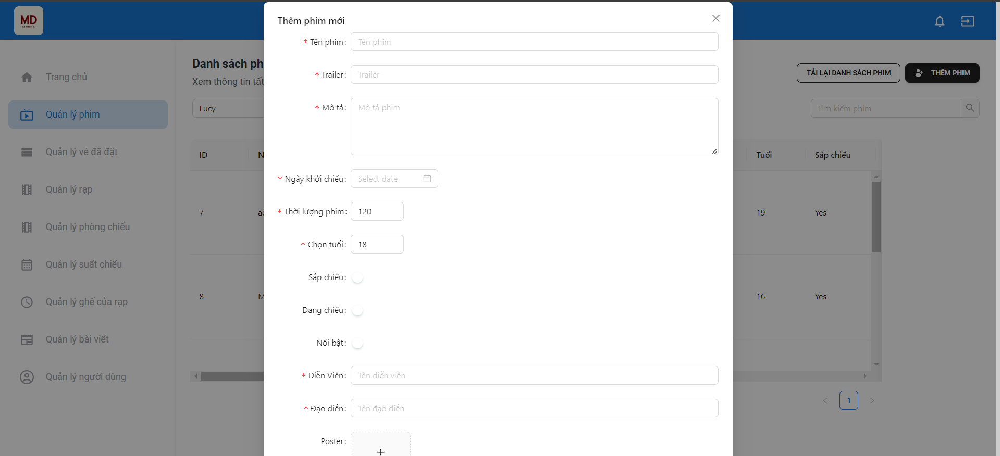 MD
CINEMA
Trang chủ
Quản lý phim
Quản lý vé đã đặt
Quản lý rạp
Quản lý phòng chiếu
Quản lý suất chiếu
Quản lý ghế của rạp
Quản lý bài viết
Quản lý người dùng
Danh sách ph
Xem thông tin tất
Lucy
TẢI LẠI DANH SÁCH PHIM
THÊM PHIM
Tìm kiếm phim
ID N Tuổi Sắp chiếu
7 19 Yes
8 M 16 Yes
1
Thêm phim mới
* Tên phim: Tên phim
* Trailer: Trailer
* Mô tả: Mô tả phim
* Ngày khởi chiếu: Select date
* Thời lượng phim: 120
* Chọn tuổi: 18
Sắp chiếu:
Đang chiếu:
Nổi bật:
* Diễn Viên: Tên diễn viên
* Đạo diễn: Tên đạo diễn
Poster:
+